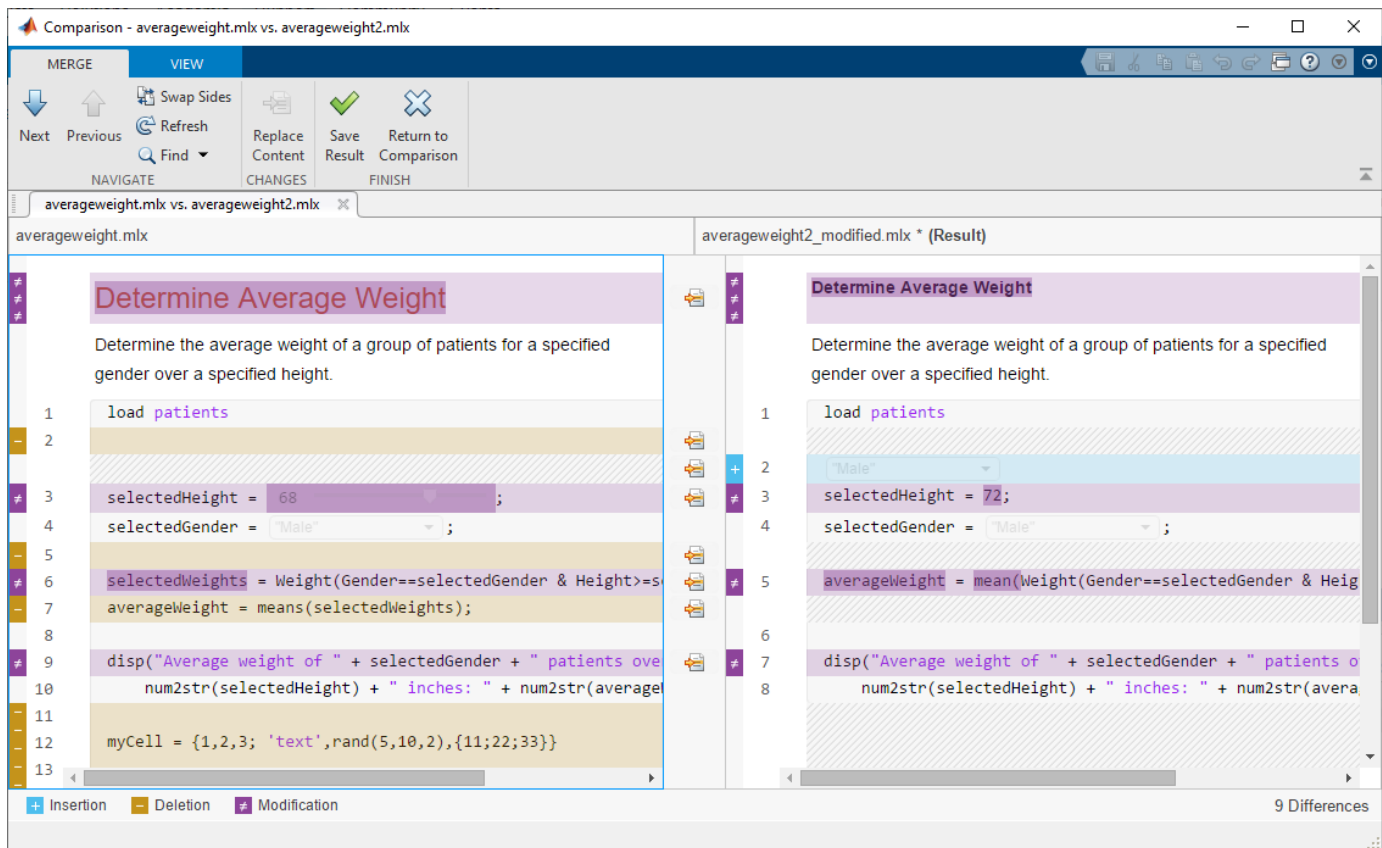 Comparison - averageweight.mlx vs. averageweight2.mlx
MERGE VIEW
Next Previous Swap Sides Refresh Find Replace Content Save Result Return to Comparison
NAVIGATE CHANGES FINISH
averageweight.mlx vs. averageweight2.mlx
averageweight.mlx
Determine Average Weight
Determine the average weight of a group of patients for a specified
gender over a specified height.
1 load patients
2
3 selectedHeight = 68 ;
4 selectedGender = "Male" ;
5
6 selectedWeights = Weight(Gender==selectedGender & Height>=s
7 averageWeight = means(selectedWeights);
8
9 disp("Average weight of " + selectedGender + " patients ove
10 num2str(selectedHeight) + " inches: " + num2str(average
11
12 myCell = {1,2,3; 'text',rand(5,10,2),{11;22;33}}
13
averageweight2_modified.mlx * (Result)
Determine Average Weight
Determine the average weight of a group of patients for a specified
gender over a specified height.
1 load patients
2 "Male"
3 selectedHeight = 72;
4 selectedGender = "Male" ;
5 averageWeight = mean(Weight(Gender==selectedGender & Heig
6
7 disp("Average weight of " + selectedGender + " patients o
8 num2str(selectedHeight) + " inches: " + num2str(avera
+ Insertion − Deletion ≠ Modification 9 Differences